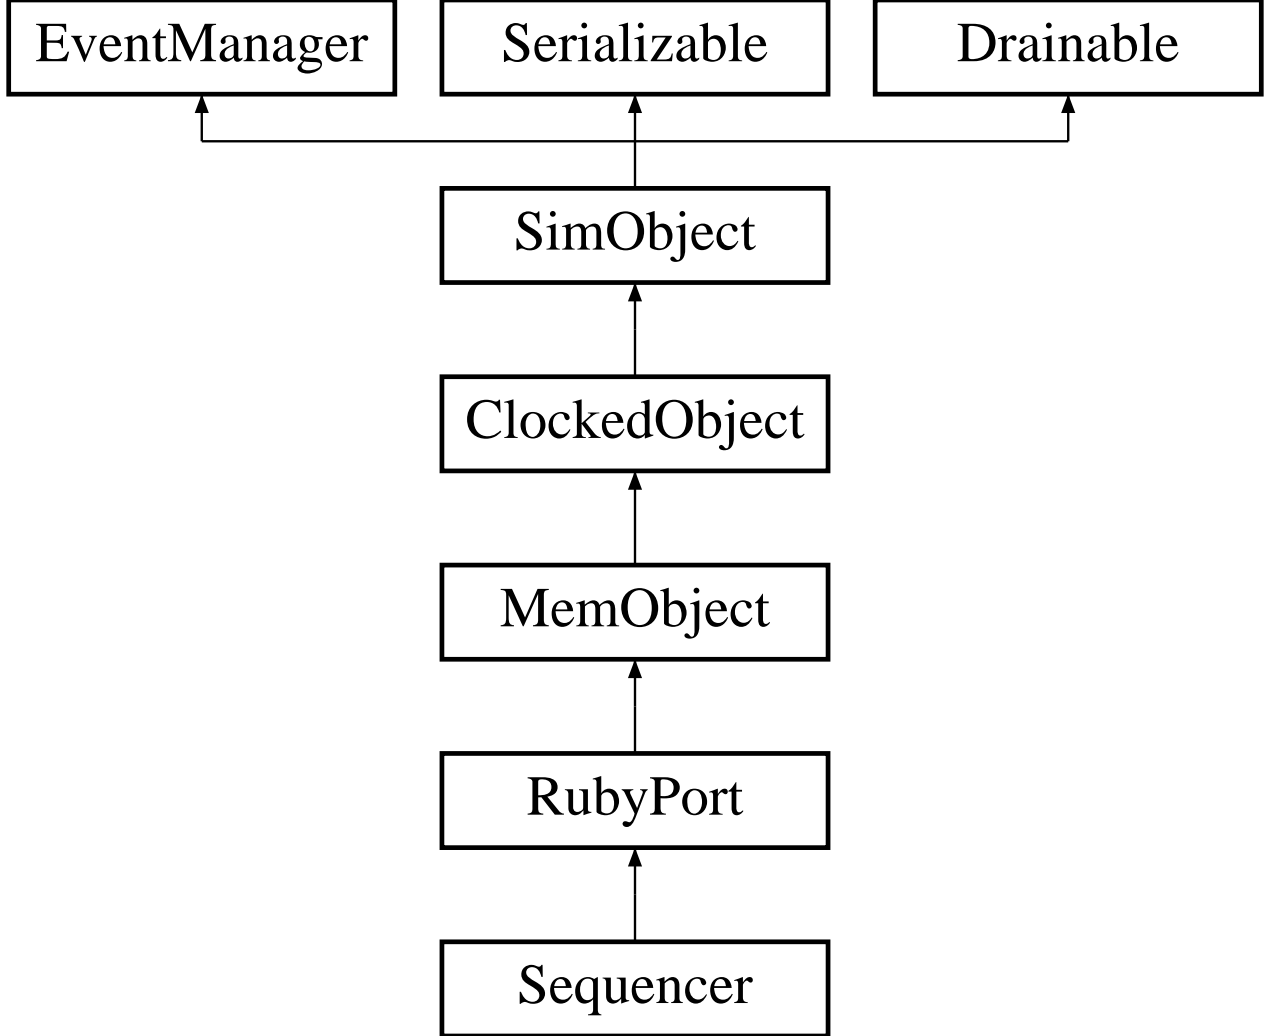 EventManager
Serializable
Drainable
SimObject
ClockedObject
MemObject
RubyPort
Sequencer